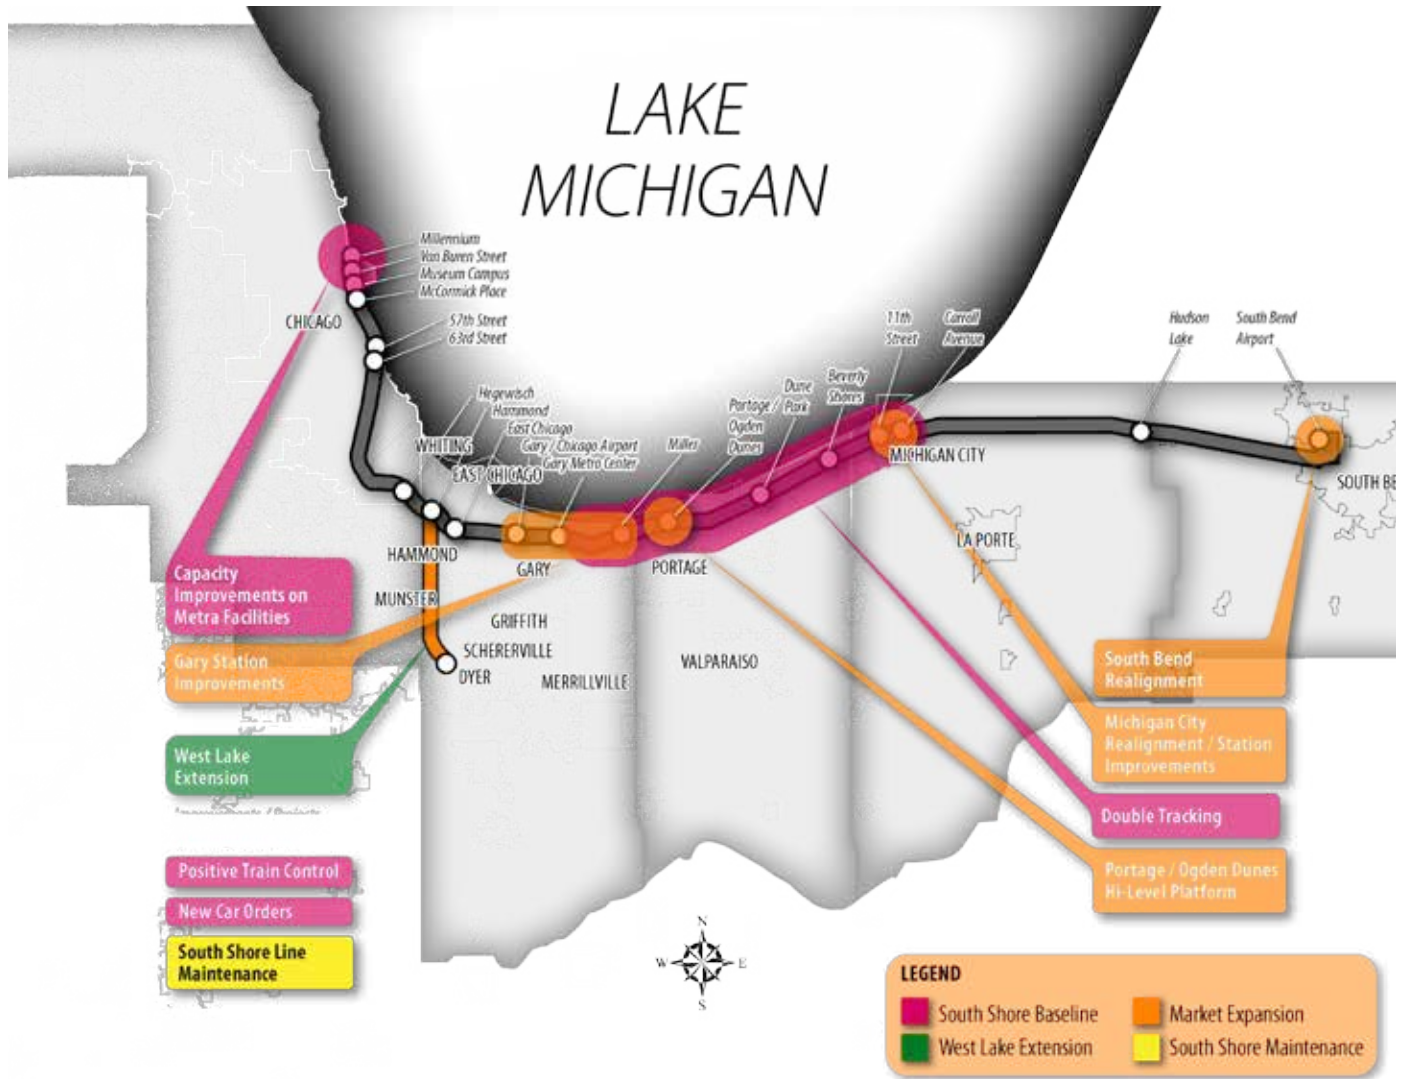 LAKE
MICHIGAN
Millennium
Van Buren Street
Museum Campus
McCormick Place
CHICAGO
57th Street
63rd Street
11th
Street
Carroll
Avenue
Hudson
Lake
South Bend
Airport
Hegewisch
Hammond
East Chicago
Gary / Chicago Airport
Gary Metro Center
Miller
Portage /
Ogden
Dunes
Dune
Park
Beverly
Shores
WHITING
EAST CHICAGO
MICHIGAN CITY
SOUTH BE
HAMMOND
GARY
PORTAGE
LA PORTE
MUNSTER
GRIFFITH
SCHERERVILLE
DYER
MERRILLVILLE
VALPARAISO
Capacity
Improvements on
Metra Facilities
Gary Station
Improvements
West Lake
Extension
Improvements / Projects
Positive Train Control
New Car Orders
South Shore Line
Maintenance
South Bend
Realignment
Michigan City
Realignment / Station
Improvements
Double Tracking
Portage / Ogden Dunes
Hi-Level Platform
N
W
E
S
LEGEND
South Shore Baseline
Market Expansion
West Lake Extension
South Shore Maintenance